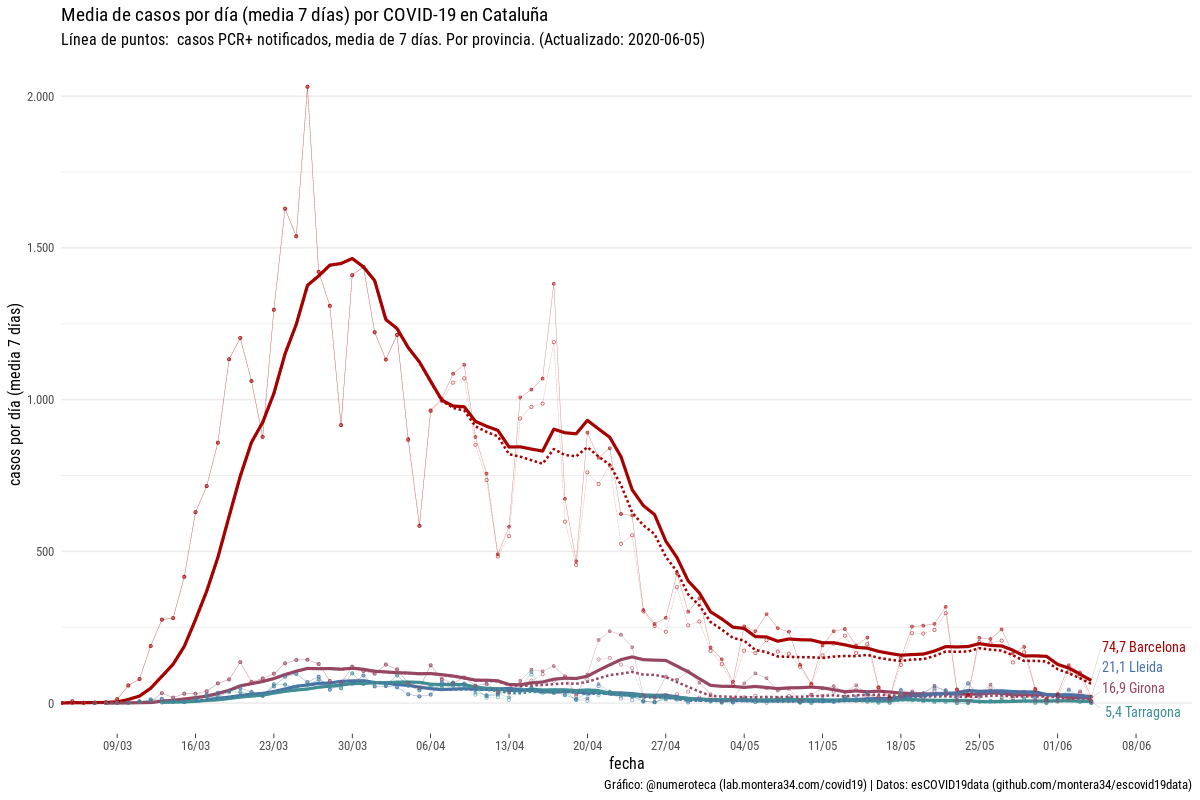 Media de casos por día (media 7 días) por COVID-19 en Cataluña
Línea de puntos:  casos PCR+ notificados, media de 7 días. Por provincia. (Actualizado: 2020-06-05)
casos por día (media 7 días)
2.000
1.500
1.000
500
0
74,7 Barcelona
21,1 Lleida
16,9 Girona
5,4 Tarragona
09/03 16/03 23/03 30/03 06/04 13/04 20/04 27/04 04/05 11/05 18/05 25/05 01/06 08/06
fecha
Gráfico: @numeroteca (lab.montera34.com/covid19) | Datos: esCOVID19data (github.com/montera34/escovid19data)